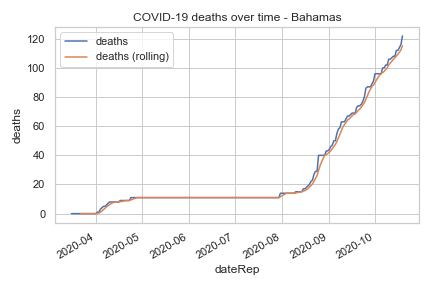 COVID-19 deaths over time - Bahamas
deaths
deaths (rolling)
120
100
80
60
40
20
0
deaths
2020-04
2020-05
2020-06
2020-07
2020-08
2020-09
2020-10
dateRep